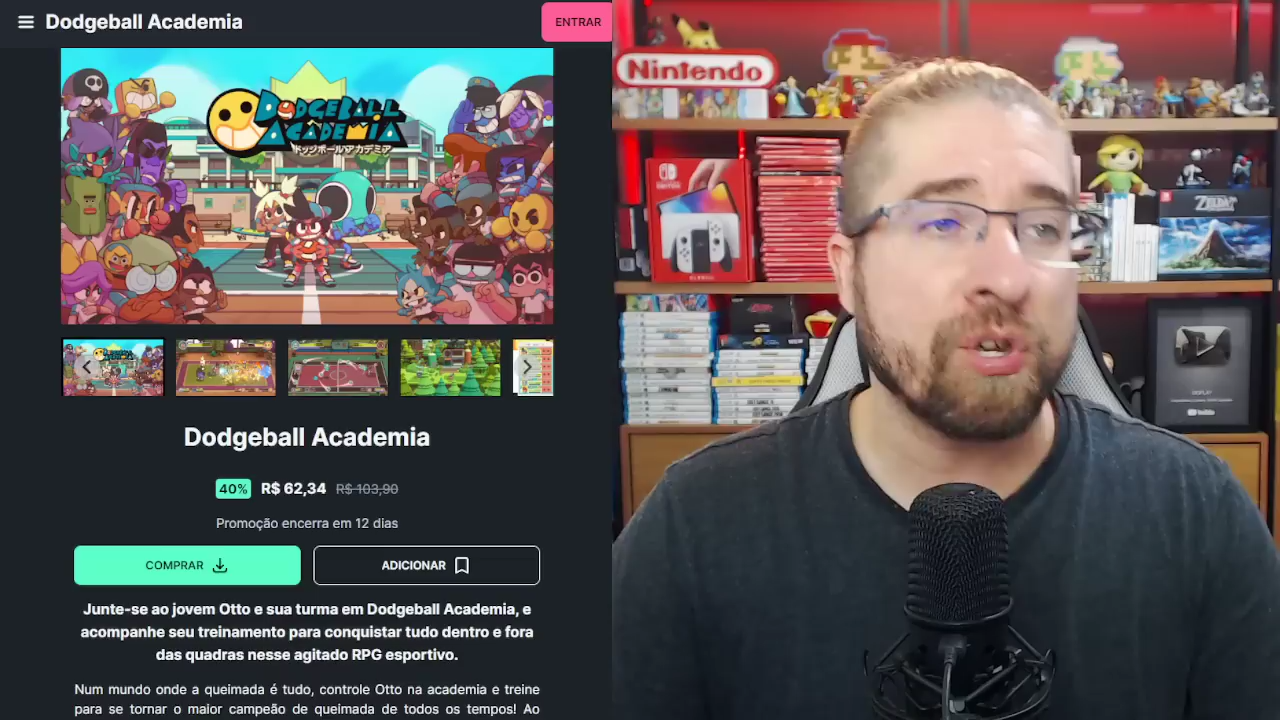 Dodgeball Academia
ENTRAR
DODGEBALL
ACADEMIA
ドッジボールアカデミア
Dodgeball Academia
40% R$ 62,34 R$ 103,90
Promoção encerra em 12 dias
COMPRAR
ADICIONAR
Junte-se ao jovem Otto e sua turma em Dodgeball Academia, e
acompanhe seu treinamento para conquistar tudo dentro e fora
das quadras nesse agitado RPG esportivo.
Num mundo onde a queimada é tudo, controle Otto na academia e treine
para se tornar o maior campeão de queimada de todos os tempos! Ao
Nintendo
SWITCH
ZELDA
YouTube